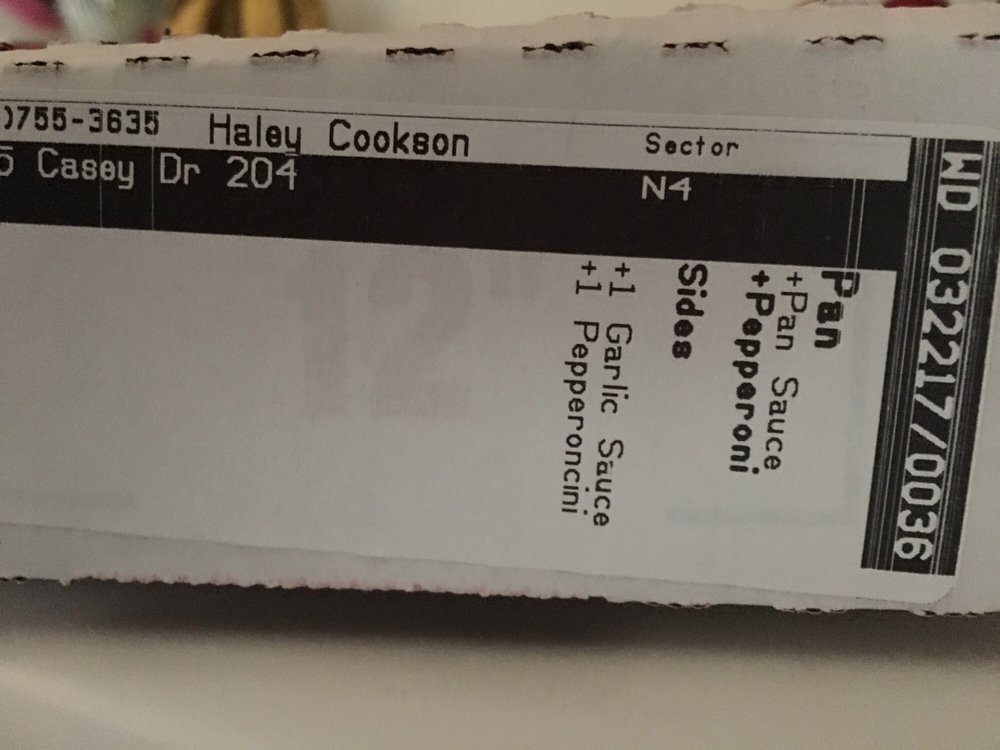 )755-3635 Haley Cookson Sector
5 Casey Dr 204 N4
WD 032217/0036
Pan
+Pan Sauce
+Pepperoni
Sides
+1 Garlic Sauce
+1 Pepperoncini
12"